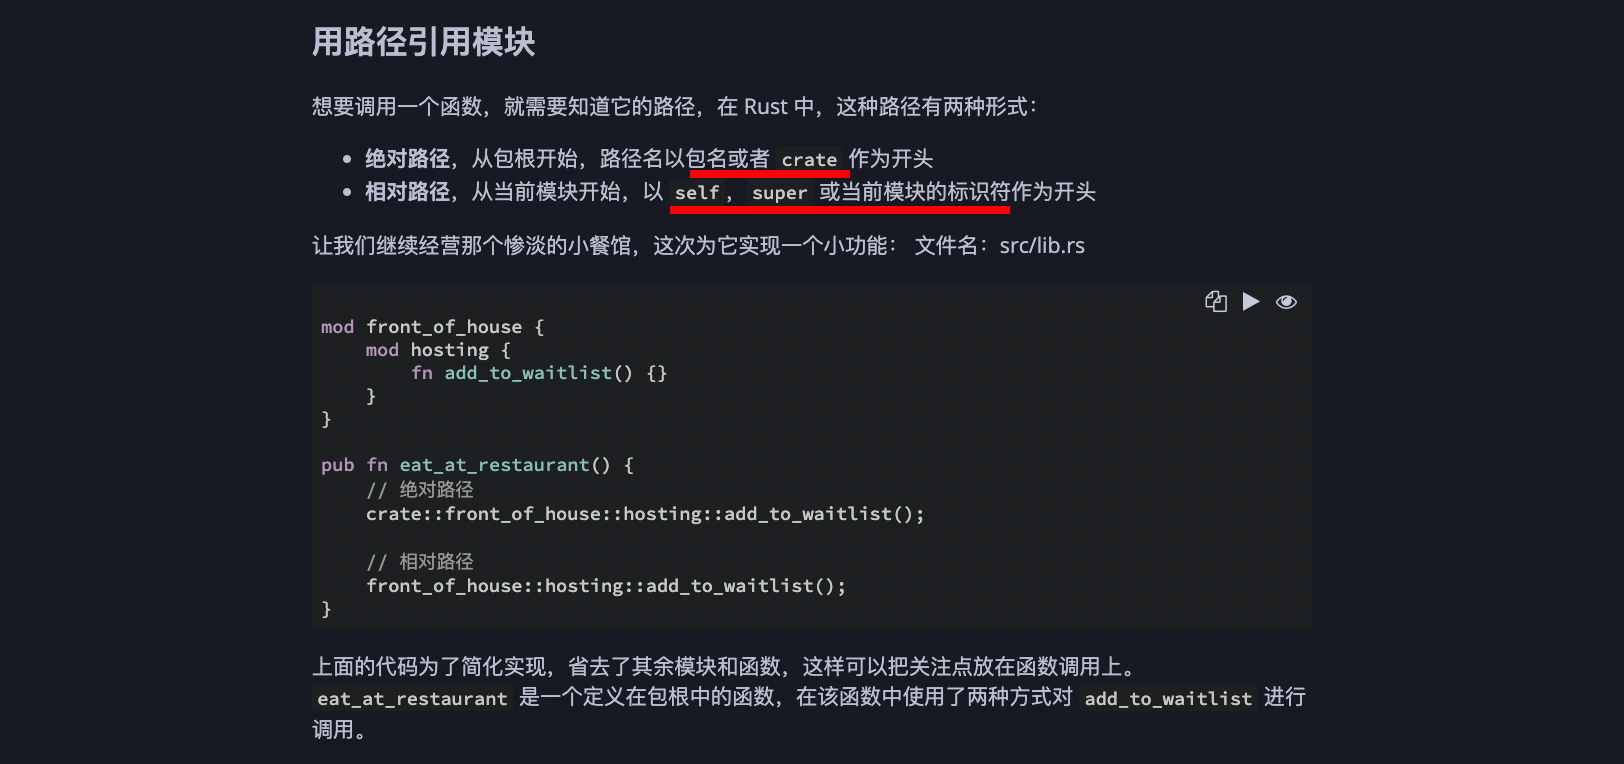 用路径引用模块
想要调用一个函数，就需要知道它的路径，在 Rust 中，这种路径有两种形式：
• 绝对路径，从包根开始，路径名以包名或者 crate 作为开头
• 相对路径，从当前模块开始，以 self，super 或当前模块的标识符作为开头
让我们继续经营那个惨淡的小餐馆，这次为它实现一个小功能： 文件名：src/lib.rs
mod front_of_house {
    mod hosting {
        fn add_to_waitlist() {}
    }
}
pub fn eat_at_restaurant() {
    // 绝对路径
    crate::front_of_house::hosting::add_to_waitlist();
    // 相对路径
    front_of_house::hosting::add_to_waitlist();
}
上面的代码为了简化实现，省去了其余模块和函数，这样可以把关注点放在函数调用上。
eat_at_restaurant 是一个定义在包根中的函数，在该函数中使用了两种方式对 add_to_waitlist 进行
调用。